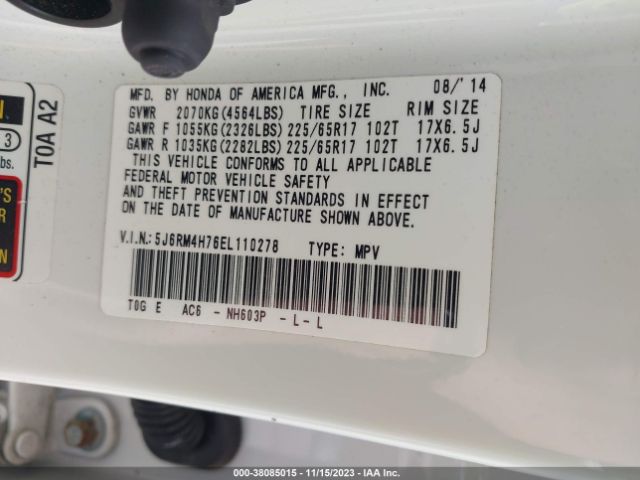 MFD. BY HONDA OF AMERICA MFG., INC. 08/'14
GVWR 2070KG(4564LBS) TIRE SIZE RIM SIZE
GAWR F 1055KG(2326LBS) 225/65R17 102T 17X6.5J
GAWR R 1035KG(2282LBS) 225/65R17 102T 17X6.5J
THIS VEHICLE CONFORMS TO ALL APPLICABLE
FEDERAL MOTOR VEHICLE SAFETY
AND THEFT PREVENTION STANDARDS IN EFFECT
ON THE DATE OF MANUFACTURE SHOWN ABOVE.
V.I.N.:5J6RM4H76EL110278 TYPE: MPV
T0G E AC6 - NH603P - L - L
T0A A2
N
3
lbs.
'S
R
000-38085015 - 11/15/2023 - IAA Inc.